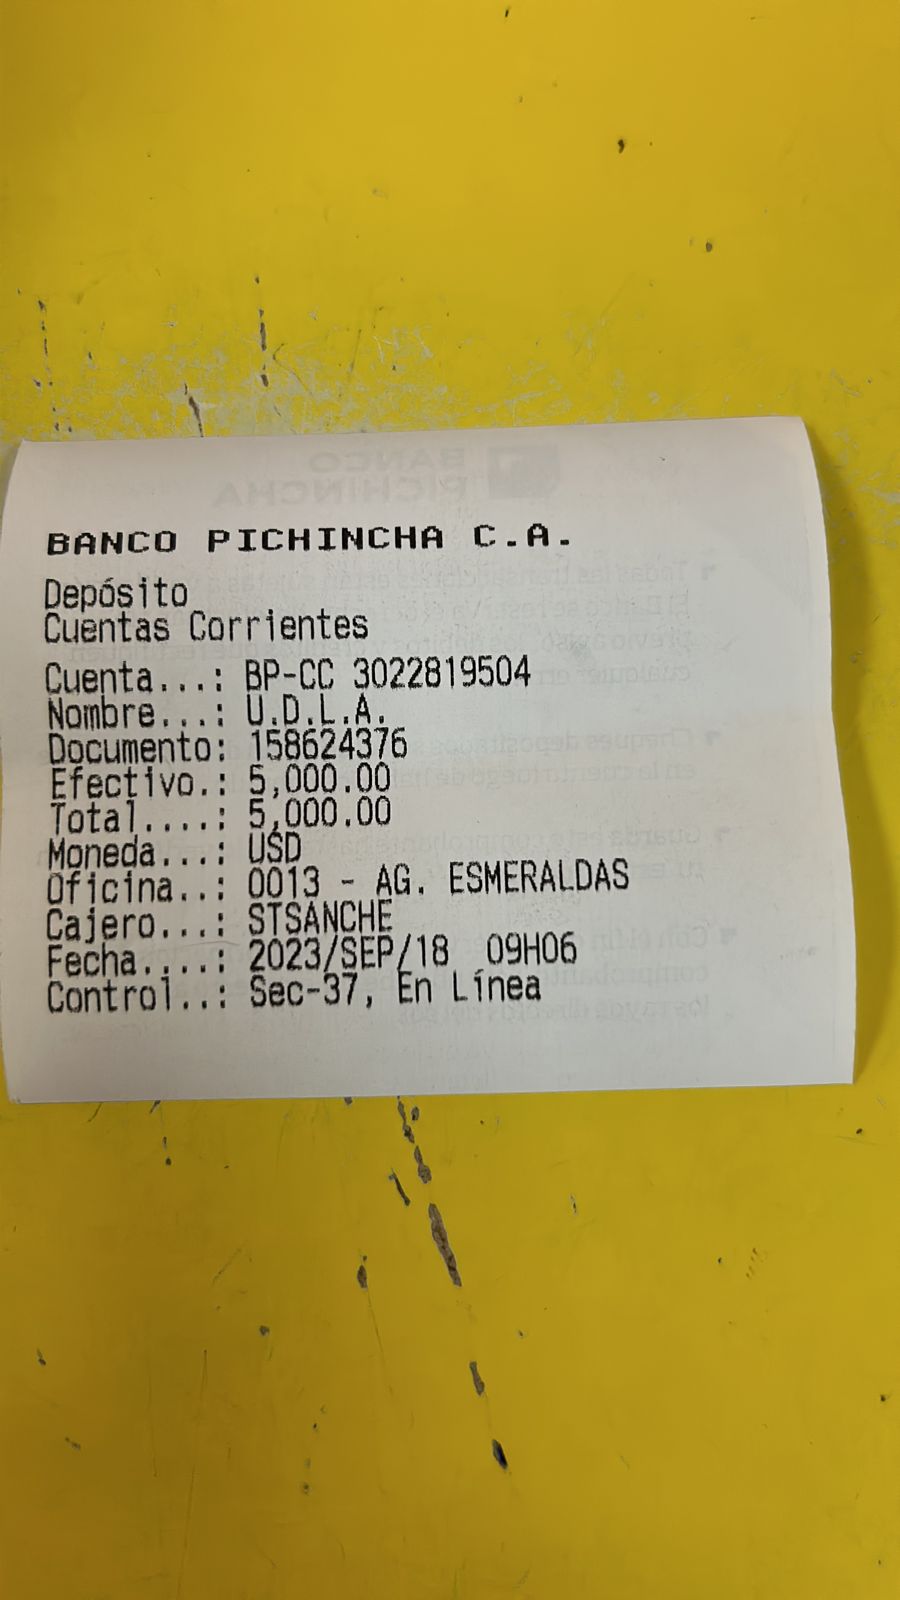 BANCO PICHINCHA C.A.
Depósito
Cuentas Corrientes
Cuenta...: BP-CC 3022819504
Nombre...: U.D.L.A.
Documento: 158624376
Efectivo.: 5,000.00
Total....: 5,000.00
Moneda...: USD
Oficina..: 0013 - AG. ESMERALDAS
Cajero...: STSANCHE
Fecha....: 2023/SEP/18 09H06
Control..: Sec-37, En Línea